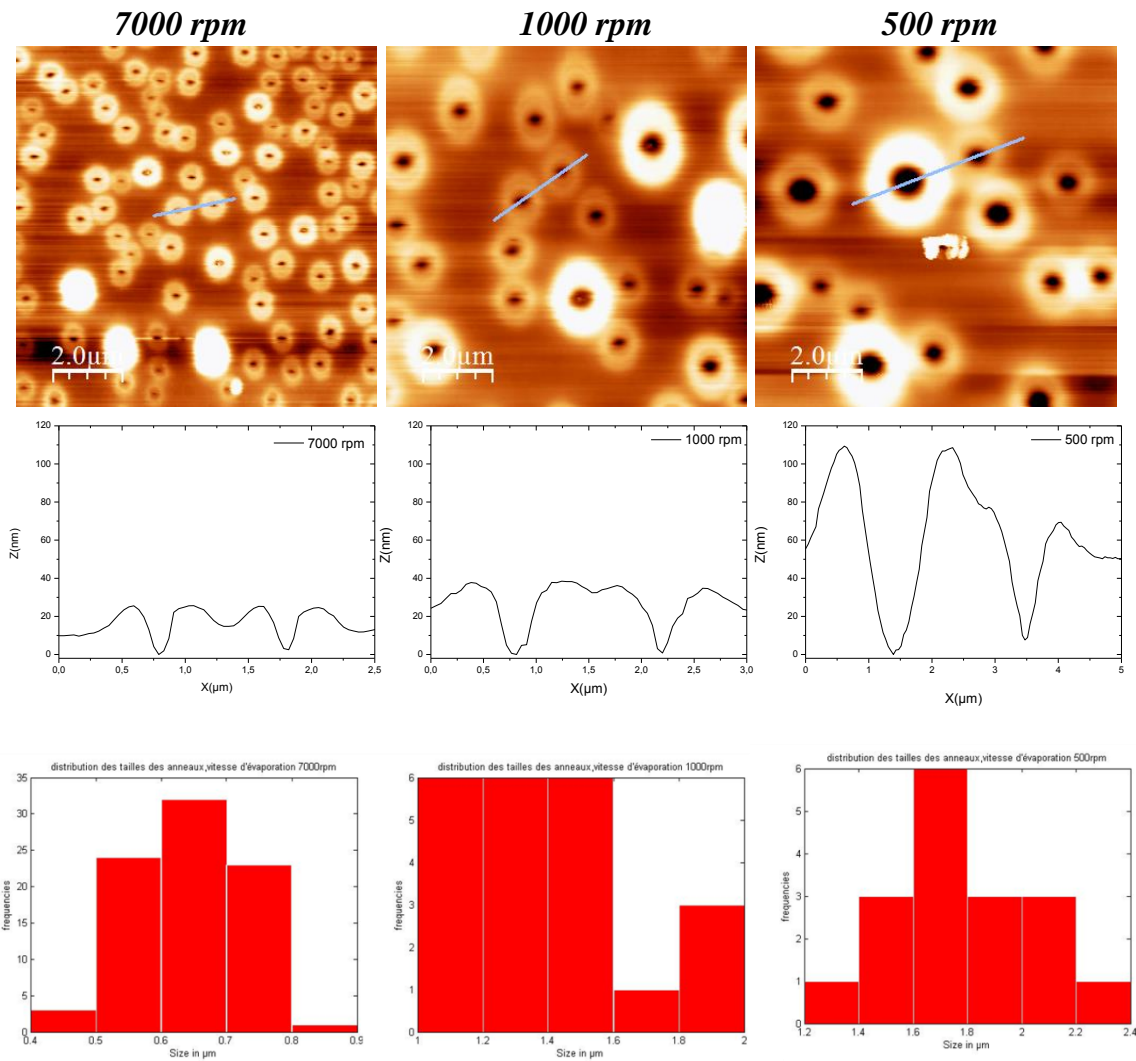 7000 rpm
1000 rpm
500 rpm
2.0µm
2.0µm
2.0µm
120
100
80
60
40
20
0
Z(nm)
7000 rpm
0,0 0,5 1,0 1,5 2,0 2,5
X(µm)
120
100
80
60
40
20
0
Z(nm)
1000 rpm
0,0 0,5 1,0 1,5 2,0 2,5 3,0
X(µm)
120
100
80
60
40
20
0
Z(nm)
500 rpm
0 1 2 3 4 5
X(µm)
distribution des tailles des anneaux,vitesse d'évaporation 7000rpm
35
30
25
20
15
10
5
0
frequencies
0.4 0.5 0.6 0.7 0.8 0.9
Size in µm
distribution des tailles des anneaux,vitesse d'évaporation 1000rpm
6
5
4
3
2
1
0
frequencies
1 1.2 1.4 1.6 1.8 2
Size in µm
distribution des tailles des anneaux,vitesse d'évaporation 500rpm
6
5
4
3
2
1
0
frequencies
1.2 1.4 1.6 1.8 2 2.2 2.4
Size in µm